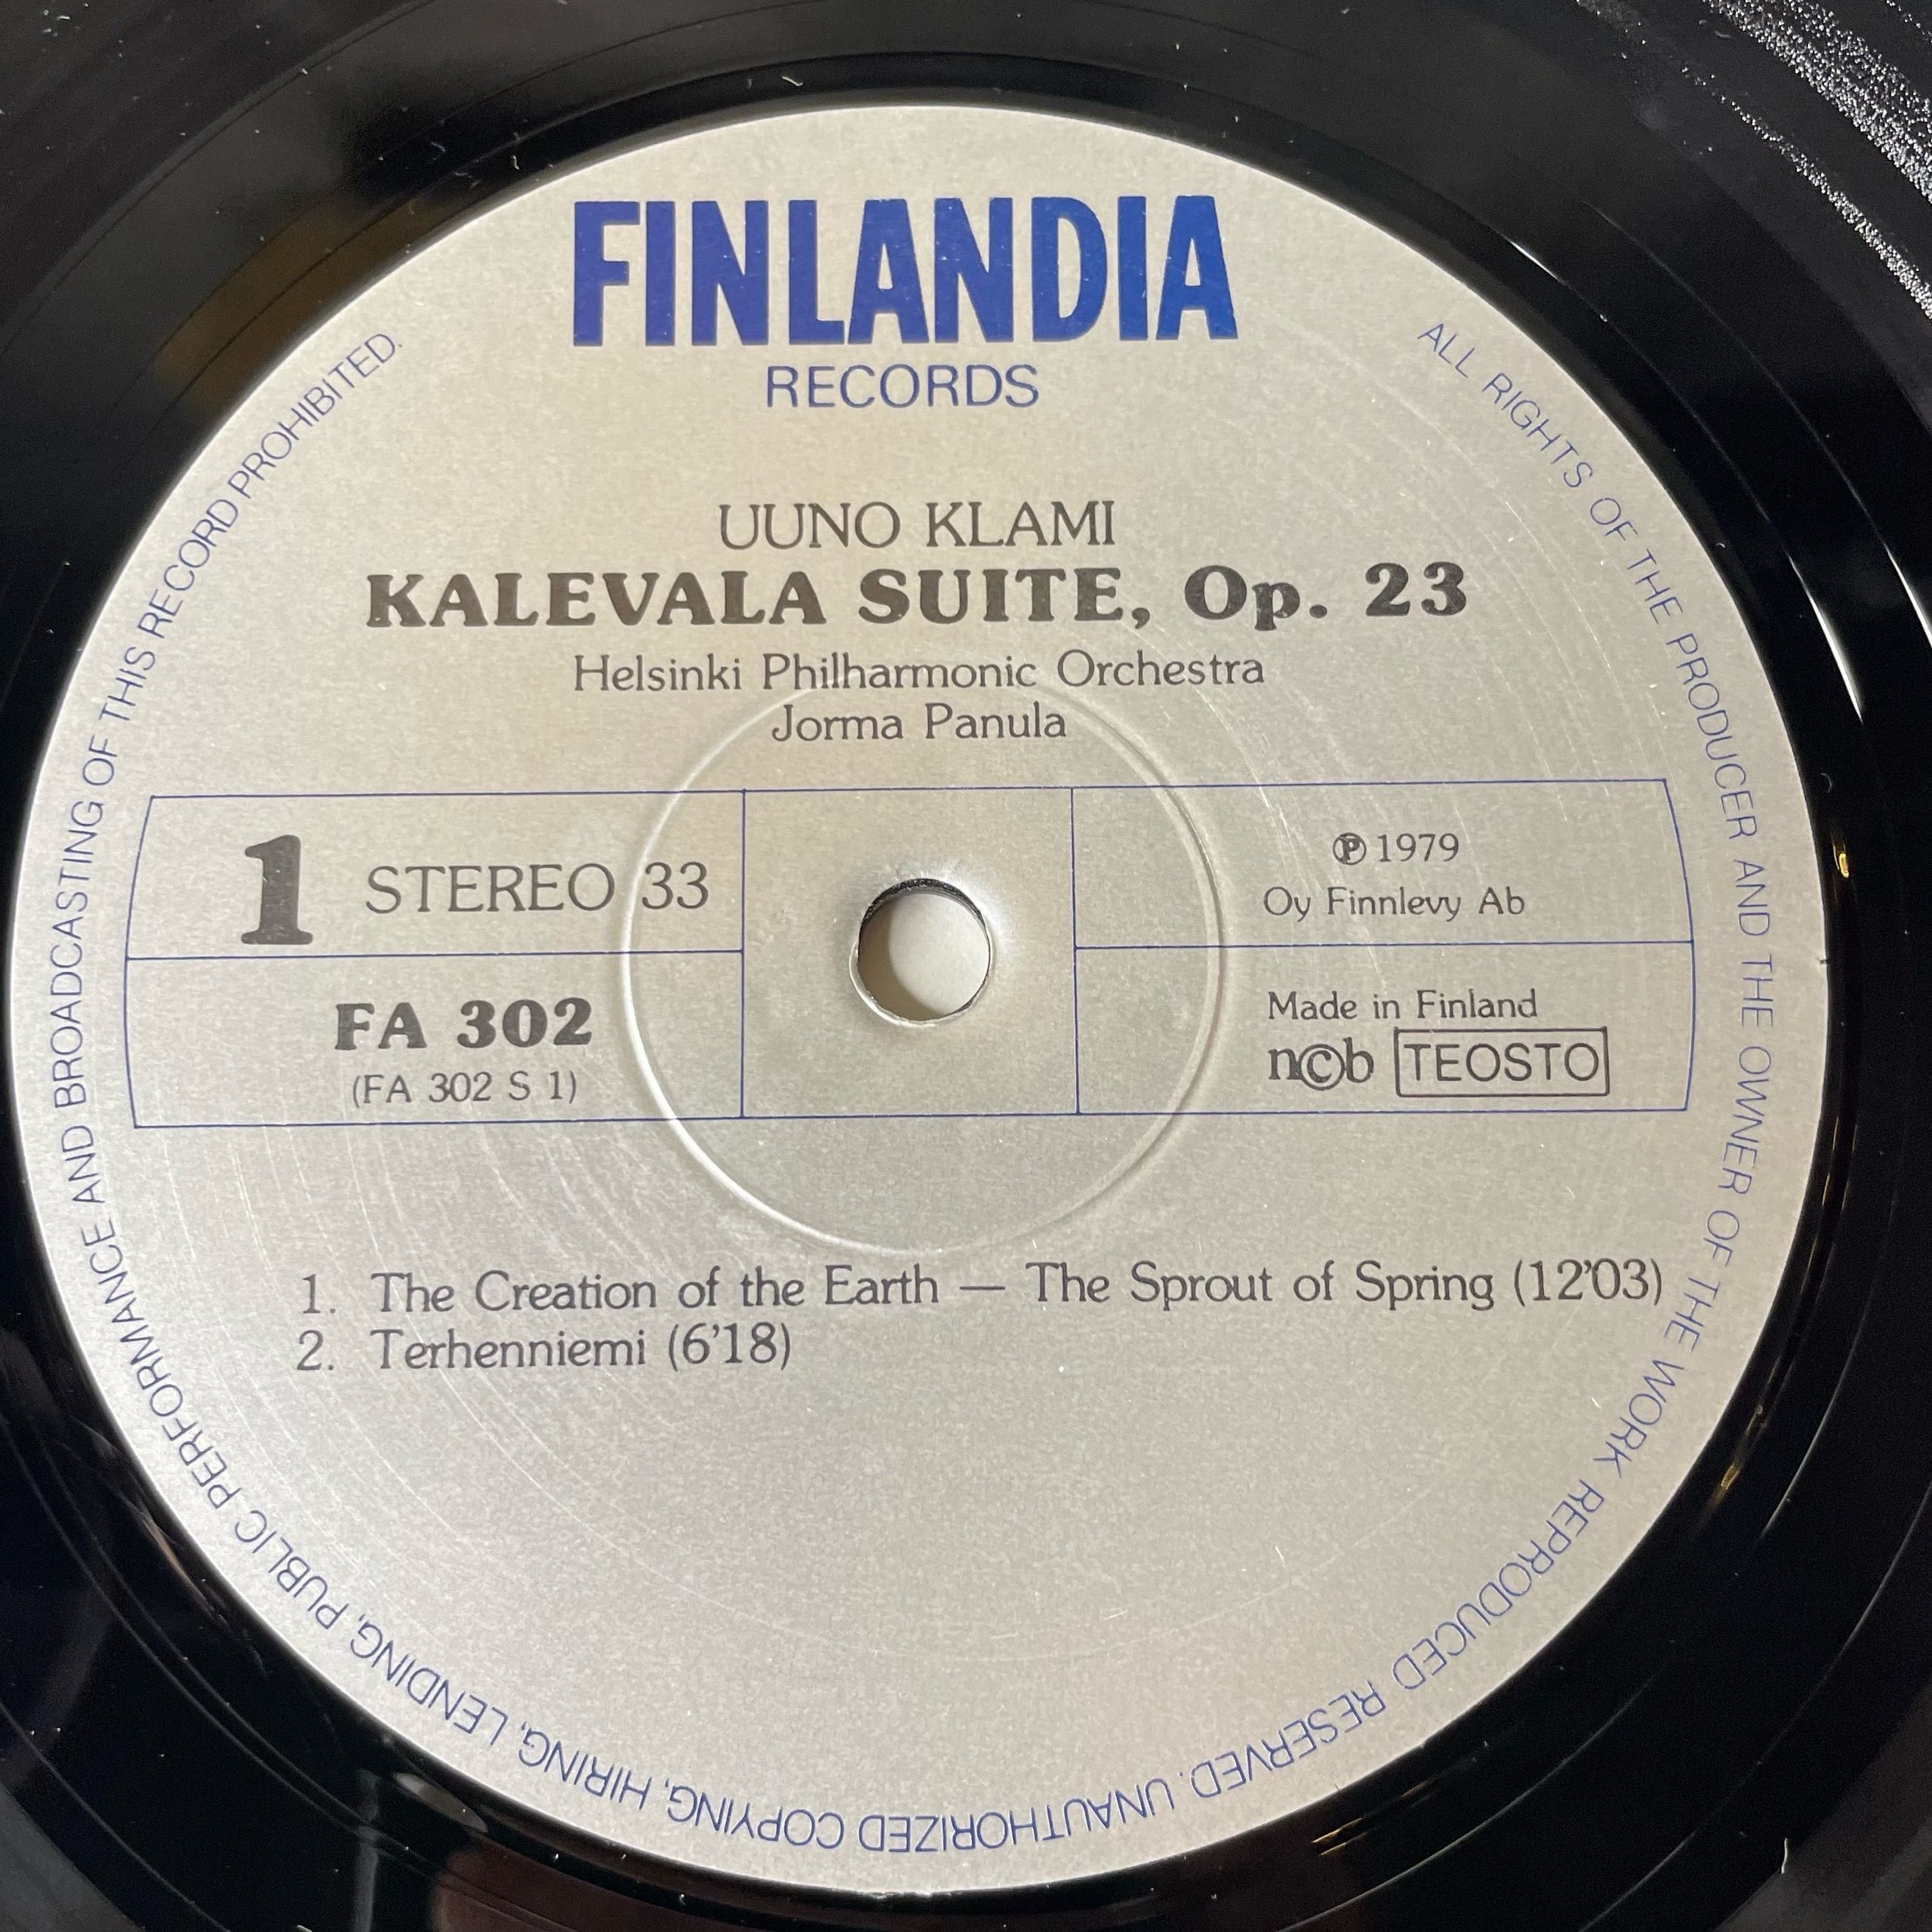 FINLANDIA
RECORDS
UUNO KLAMI
KALEVALA SUITE, Op. 23
Helsinki Philharmonic Orchestra
Jorma Panula
1 STEREO 33
℗ 1979
Oy Finnlevy Ab
FA 302
(FA 302 S 1)
Made in Finland
n©b TEOSTO
1. The Creation of the Earth — The Sprout of Spring (12'03)
2. Terhenniemi (6'18)
ALL RIGHTS OF THE PRODUCER AND THE OWNER OF THE WORK REPRODUCED RESERVED. UNAUTHORIZED COPYING, HIRING, LENDING, PUBLIC PERFORMANCE AND BROADCASTING OF THIS RECORD PROHIBITED.